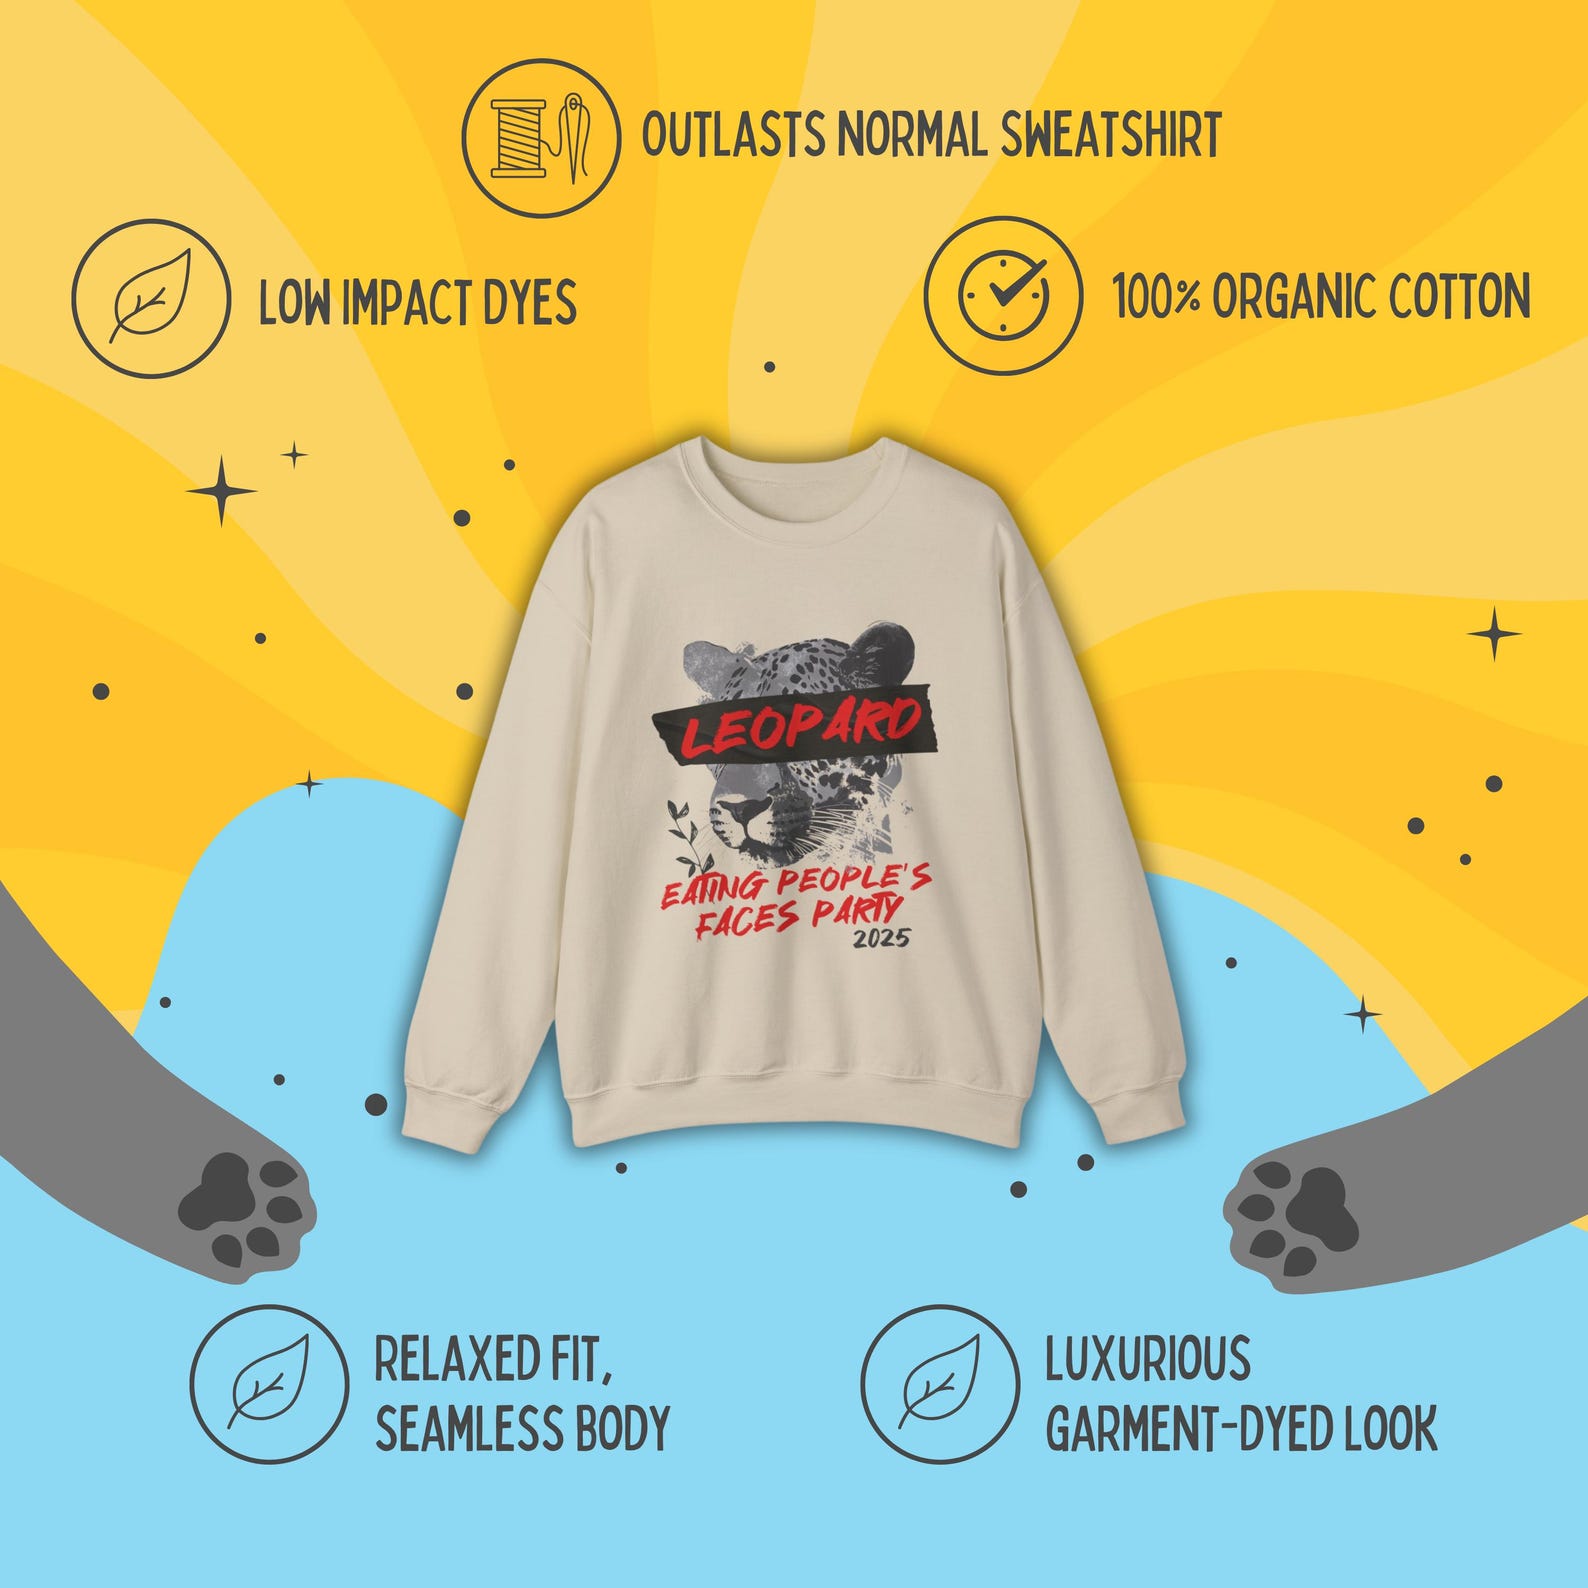 OUTLASTS NORMAL SWEATSHIRT
LOW IMPACT DYES
100% ORGANIC COTTON
LEOPARD
EATING PEOPLE'S
FACES PARTY
2025
RELAXED FIT,
SEAMLESS BODY
LUXURIOUS
GARMENT-DYED LOOK